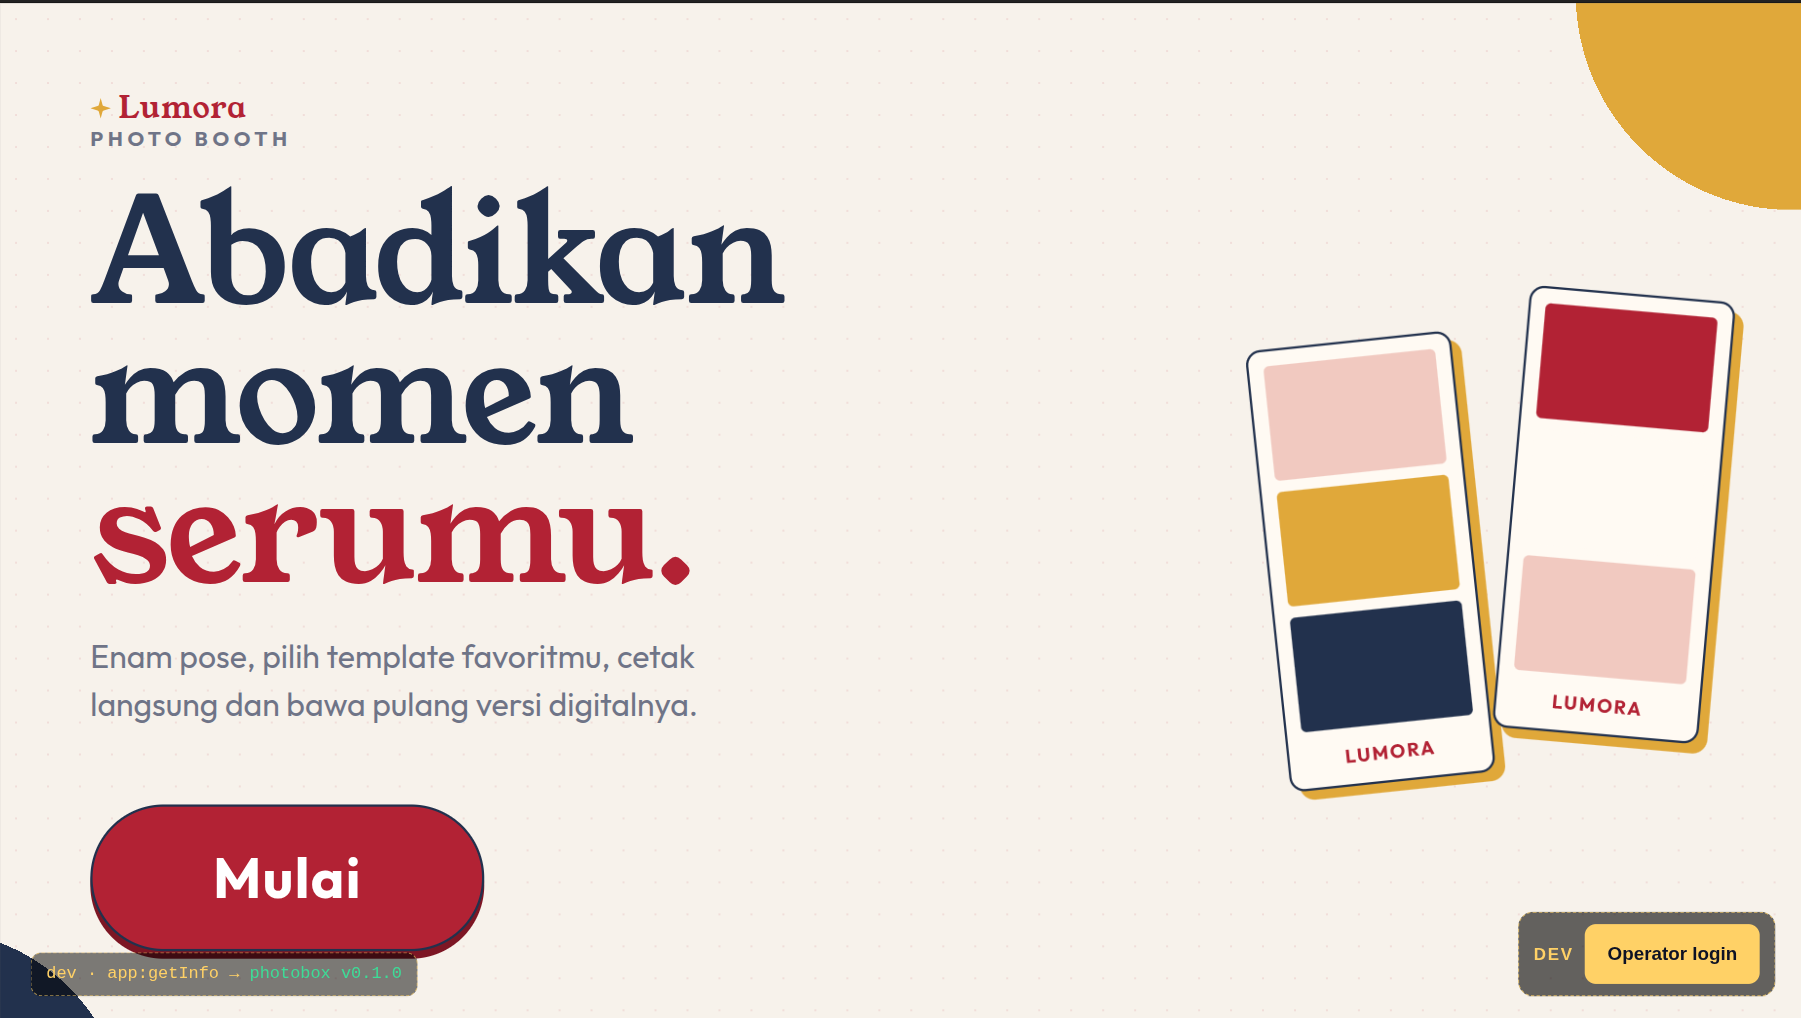 Lumora
PHOTO BOOTH
Abadikan
momen
serumu.
Enam pose, pilih template favoritmu, cetak
langsung dan bawa pulang versi digitalnya.
Mulai
dev · app:getInfo → photobox v0.1.0
LUMORA
LUMORA
DEV Operator login